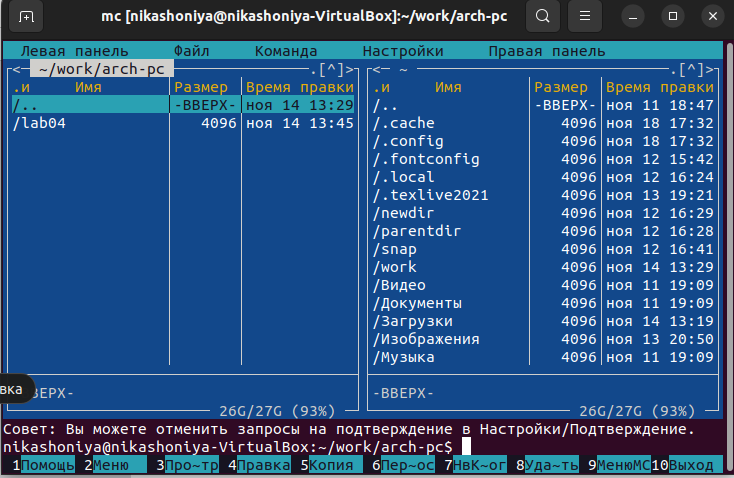 mc [nikashoniya@nikashoniya-VirtualBox]:~/work/arch-pc
Левая панель Файл Команда Настройки Правая панель
<─ ~/work/arch-pc .[^]> <─ ~ .[^]>
.и Имя Размер Время правки .и Имя Размер Время правки
/.. -ВВЕРХ- ноя 14 13:29 /.. -ВВЕРХ- ноя 11 18:47
/lab04 4096 ноя 14 13:45 /.cache 4096 ноя 18 17:32
/.config 4096 ноя 18 17:32
/.fontconfig 4096 ноя 12 15:42
/.local 4096 ноя 12 16:24
/.texlive2021 4096 ноя 13 19:21
/newdir 4096 ноя 12 16:29
/parentdir 4096 ноя 12 16:28
/snap 4096 ноя 12 16:41
/work 4096 ноя 14 13:29
/Видео 4096 ноя 11 19:09
/Документы 4096 ноя 11 19:09
/Загрузки 4096 ноя 14 13:19
/Изображения 4096 ноя 13 20:50
/Музыка 4096 ноя 11 19:09
вка ВЕРХ- -ВВЕРХ-
26G/27G (93%) 26G/27G (93%)
Совет: Вы можете отменить запросы на подтверждение в Настройки/Подтверждение.
nikashoniya@nikashoniya-VirtualBox:~/work/arch-pc$
1Помощь 2Меню 3Про~тр 4Правка 5Копия 6Пер~ос 7НвК~ог 8Уда~ть 9МенюМС 10Выход